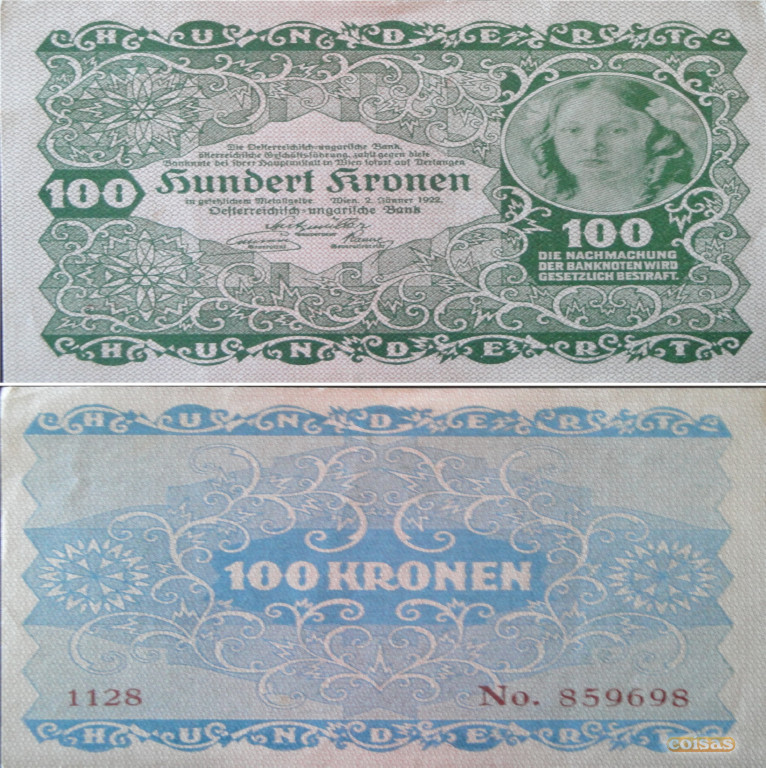 HUNDERT
Die Oesterreichisch-ungarische Bank,
österreichische Geschäftsführung, zahlt gegen diese
Banknote bei ihrer Hauptanstalt in Wien sofort auf Verlangen
100 Hundert Kronen
in gesetzlichem Metallgelde. Wien, 2. Jänner 1922.
Oesterreichisch-ungarische Bank
100
DIE NACHMACHUNG
DER BANKNOTEN WIRD
GESETZLICH BESTRAFT.
HUNDERT
HUNDERT
100 KRONEN
1128 No. 859698
HUNDERT
coisas